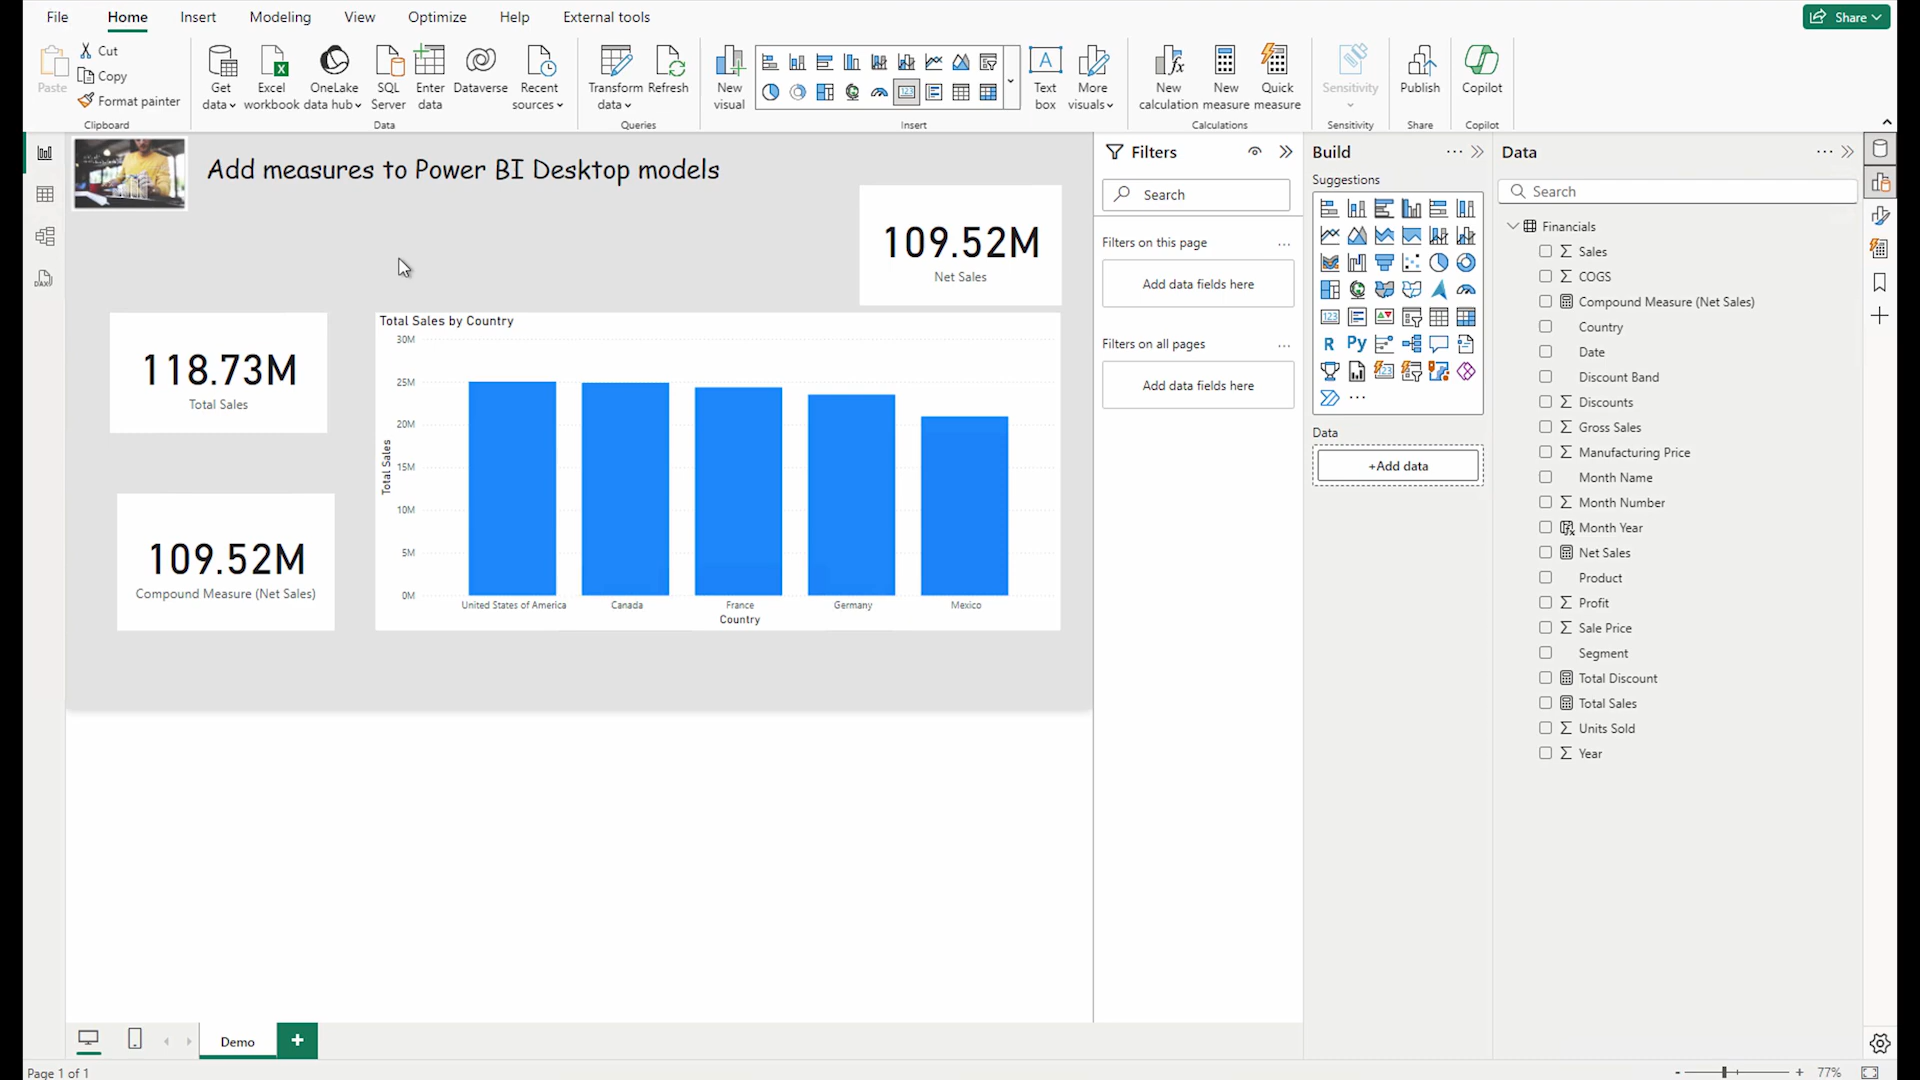 File Home Insert Modeling View Optimize Help External tools Share
Paste
Cut
Copy
Format painter
Clipboard
Get data
Excel workbook
OneLake data hub
SQL Server
Enter data
Dataverse
Recent sources
Data
Transform data
Refresh
Queries
New visual
Text box
More visuals
Insert
New calculation
New measure
Quick measure
Calculations
Sensitivity
Sensitivity
Publish
Share
Copilot
Copilot
Add measures to Power BI Desktop models
109.52M
Net Sales
118.73M
Total Sales
109.52M
Compound Measure (Net Sales)
Total Sales by Country
30M
25M
20M
15M
10M
5M
0M
Total Sales
United States of America Canada France Germany Mexico
Country
Filters
Search
Filters on this page
Add data fields here
Filters on all pages
Add data fields here
Build
Suggestions
123
R Py
123
Data
+Add data
Data
Search
Financials
Sales
COGS
Compound Measure (Net Sales)
Country
Date
Discount Band
Discounts
Gross Sales
Manufacturing Price
Month Name
Month Number
Month Year
Net Sales
Product
Profit
Sale Price
Segment
Total Discount
Total Sales
Units Sold
Year
Demo
Page 1 of 1
77%